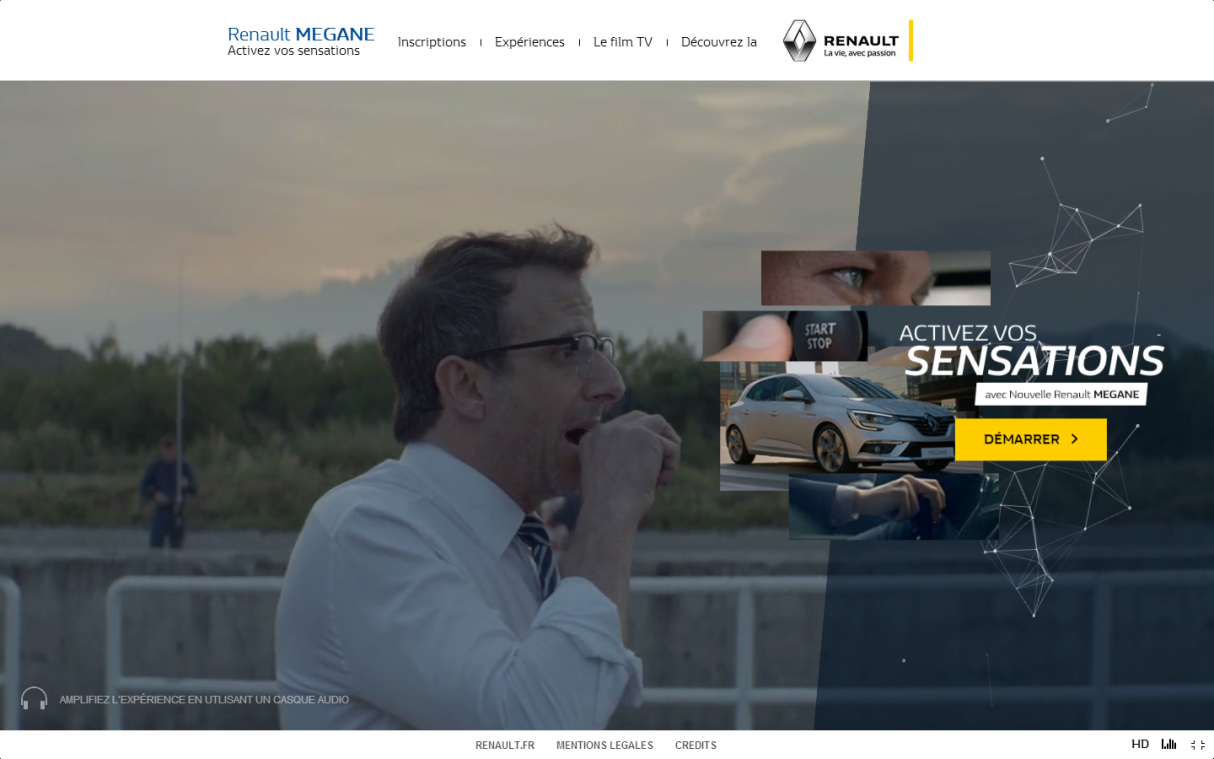 Renault MEGANE
Activez vos sensations
Inscriptions
Expériences
Le film TV
Découvrez la
RENAULT
La vie, avec passion
START
STOP
ACTIVEZ VOS
SENSATIONS
avec Nouvelle Renault MEGANE
MEGANE
DÉMARRER
AMPLIFIEZ L'EXPÉRIENCE EN UTLISANT UN CASQUE AUDIO
RENAULT.FR
MENTIONS LEGALES
CREDITS
HD